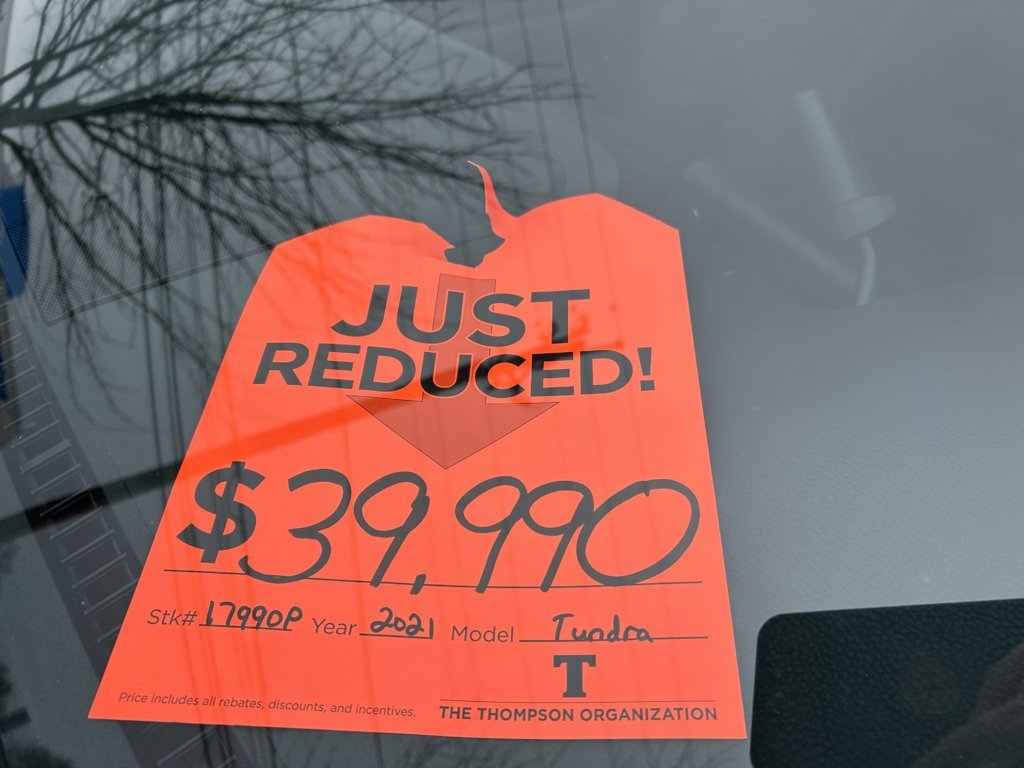 JUST
REDUCED!
$39,990
Stk# 17990P Year 2021 Model Tundra
T
Price includes all rebates, discounts, and incentives.
THE THOMPSON ORGANIZATION